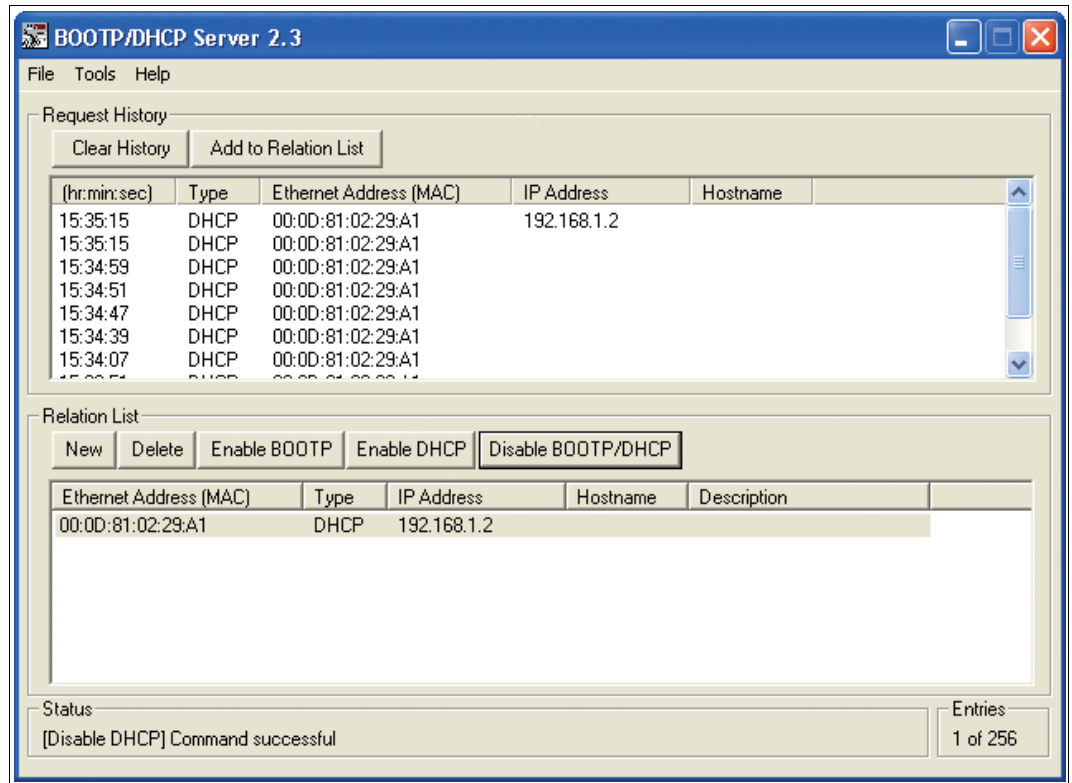 BOOTP/DHCP Server 2.3
File Tools Help
Request History
Clear History Add to Relation List
(hr:min:sec) Type Ethernet Address (MAC) IP Address Hostname
15:35:15 DHCP 00:0D:81:02:29:A1 192.168.1.2
15:35:15 DHCP 00:0D:81:02:29:A1
15:34:59 DHCP 00:0D:81:02:29:A1
15:34:51 DHCP 00:0D:81:02:29:A1
15:34:47 DHCP 00:0D:81:02:29:A1
15:34:39 DHCP 00:0D:81:02:29:A1
15:34:07 DHCP 00:0D:81:02:29:A1
Relation List
New Delete Enable BOOTP Enable DHCP Disable BOOTP/DHCP
Ethernet Address (MAC) Type IP Address Hostname Description
00:0D:81:02:29:A1 DHCP 192.168.1.2
Status Entries
[Disable DHCP] Command successful 1 of 256